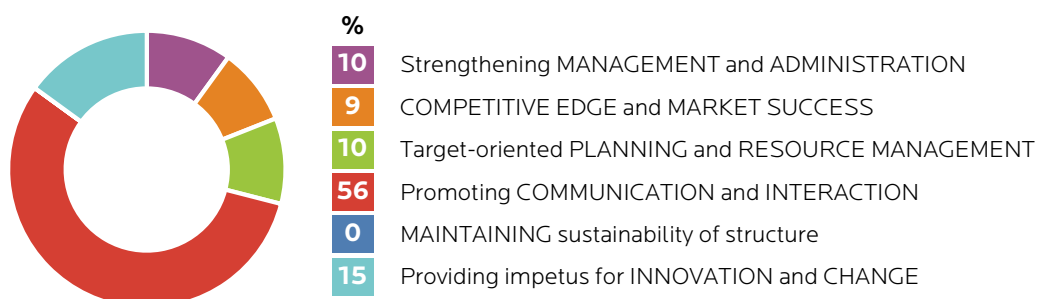 %
10 Strengthening MANAGEMENT and ADMINISTRATION
9 COMPETITIVE EDGE and MARKET SUCCESS
10 Target-oriented PLANNING and RESOURCE MANAGEMENT
56 Promoting COMMUNICATION and INTERACTION
0 MAINTAINING sustainability of structure
15 Providing impetus for INNOVATION and CHANGE